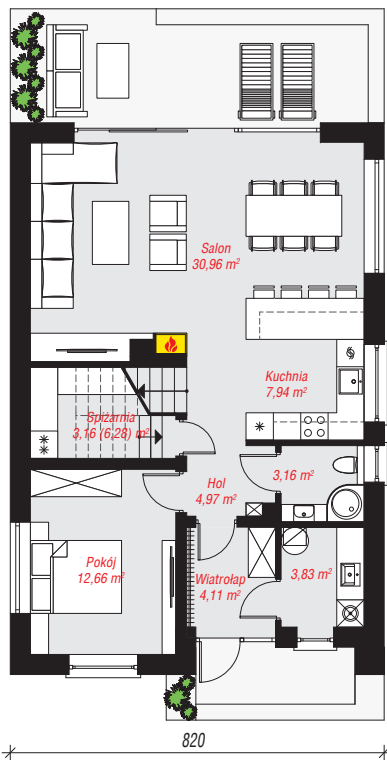 Salon
30,96 m²
Kuchnia
7,94 m²
Spiżarnia
3,16 (6,28) m²
3,16 m²
Hol
4,97 m²
Pokój
12,66 m²
Wiatrołap
4,11 m²
3,83 m²
820